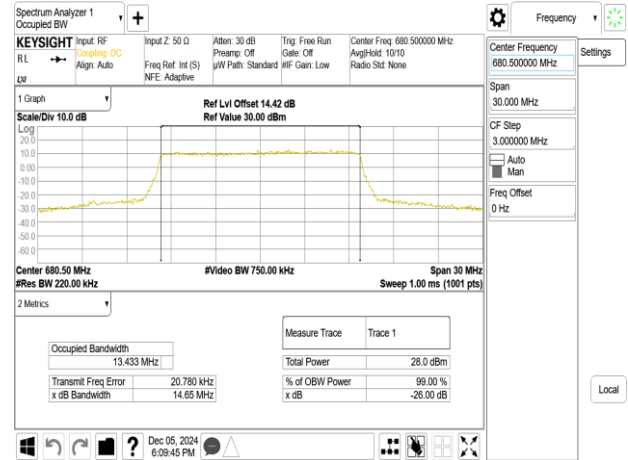 Spectrum Analyzer 1
Occupied BW
Frequency
KEYSIGHT
Input: RF
Coupling: DC
Align: Auto
Input Z: 50 Ω
Freq Ref: Int (S)
NFE: Adaptive
Atten: 30 dB
Preamp: Off
µW Path: Standard
Trig: Free Run
Gate: Off
#IF Gain: Low
Center Freq: 680.500000 MHz
Avg|Hold: 10/10
Radio Std: None
R L
LXI
Center Frequency
680.500000 MHz
Settings
Span
30.000 MHz
CF Step
3.000000 MHz
Auto
Man
Freq Offset
0 Hz
Local
1 Graph
Scale/Div 10.0 dB
Ref Lvl Offset 14.42 dB
Ref Value 30.00 dBm
Log
20.0
10.0
0.00
-10.0
-20.0
-30.0
-40.0
-50.0
-60.0
Center 680.50 MHz
#Video BW 750.00 kHz
Span 30 MHz
#Res BW 220.00 kHz
Sweep 1.00 ms (1001 pts)
2 Metrics
Measure Trace Trace 1
Occupied Bandwidth
13.433 MHz
Total Power 28.0 dBm
Transmit Freq Error 20.780 kHz
% of OBW Power 99.00 %
x dB Bandwidth 14.65 MHz
x dB -26.00 dB
?
Dec 05, 2024
6:09:45 PM